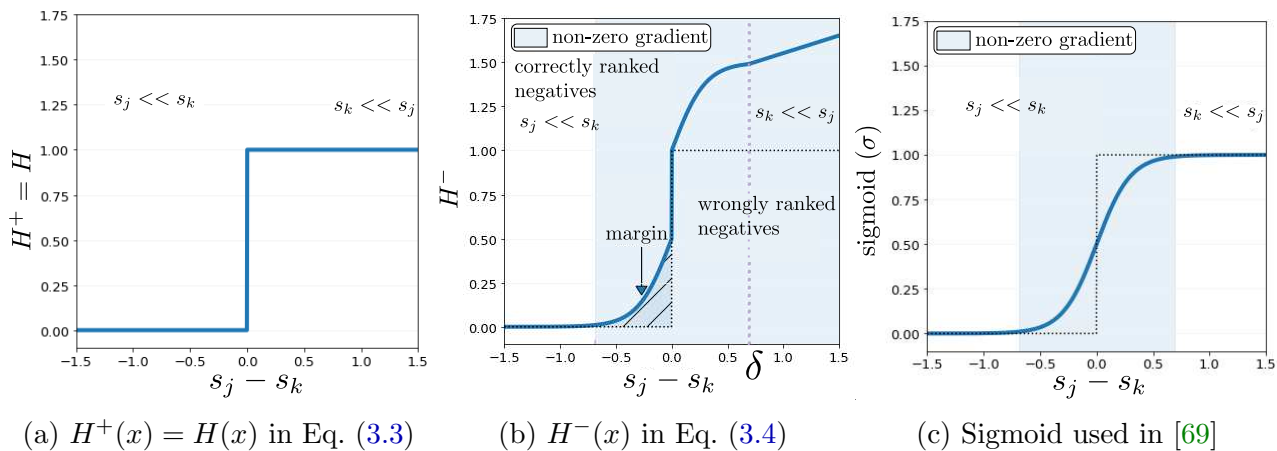 1.75
1.50
1.25
1.00
0.75
0.50
0.25
0.00
H⁺ = H
s_j << s_k
s_k << s_j
−1.5 −1.0 −0.5 0.0 0.5 1.0 1.5
s_j − s_k
(a) H⁺(x) = H(x) in Eq. (3.3)
1.75
1.50
1.25
1.00
0.75
0.50
0.25
0.00
H⁻
non-zero gradient
correctly ranked
negatives
s_j << s_k
s_k << s_j
wrongly ranked
negatives
margin
−1.5 −1.0 −0.5 0.0 0.5 1.0 1.5
s_j − s_k
δ
(b) H⁻(x) in Eq. (3.4)
1.75
1.50
1.25
1.00
0.75
0.50
0.25
0.00
sigmoid (σ)
non-zero gradient
s_j << s_k
s_k << s_j
−1.5 −1.0 −0.5 0.0 0.5 1.0 1.5
s_j − s_k
(c) Sigmoid used in [69]